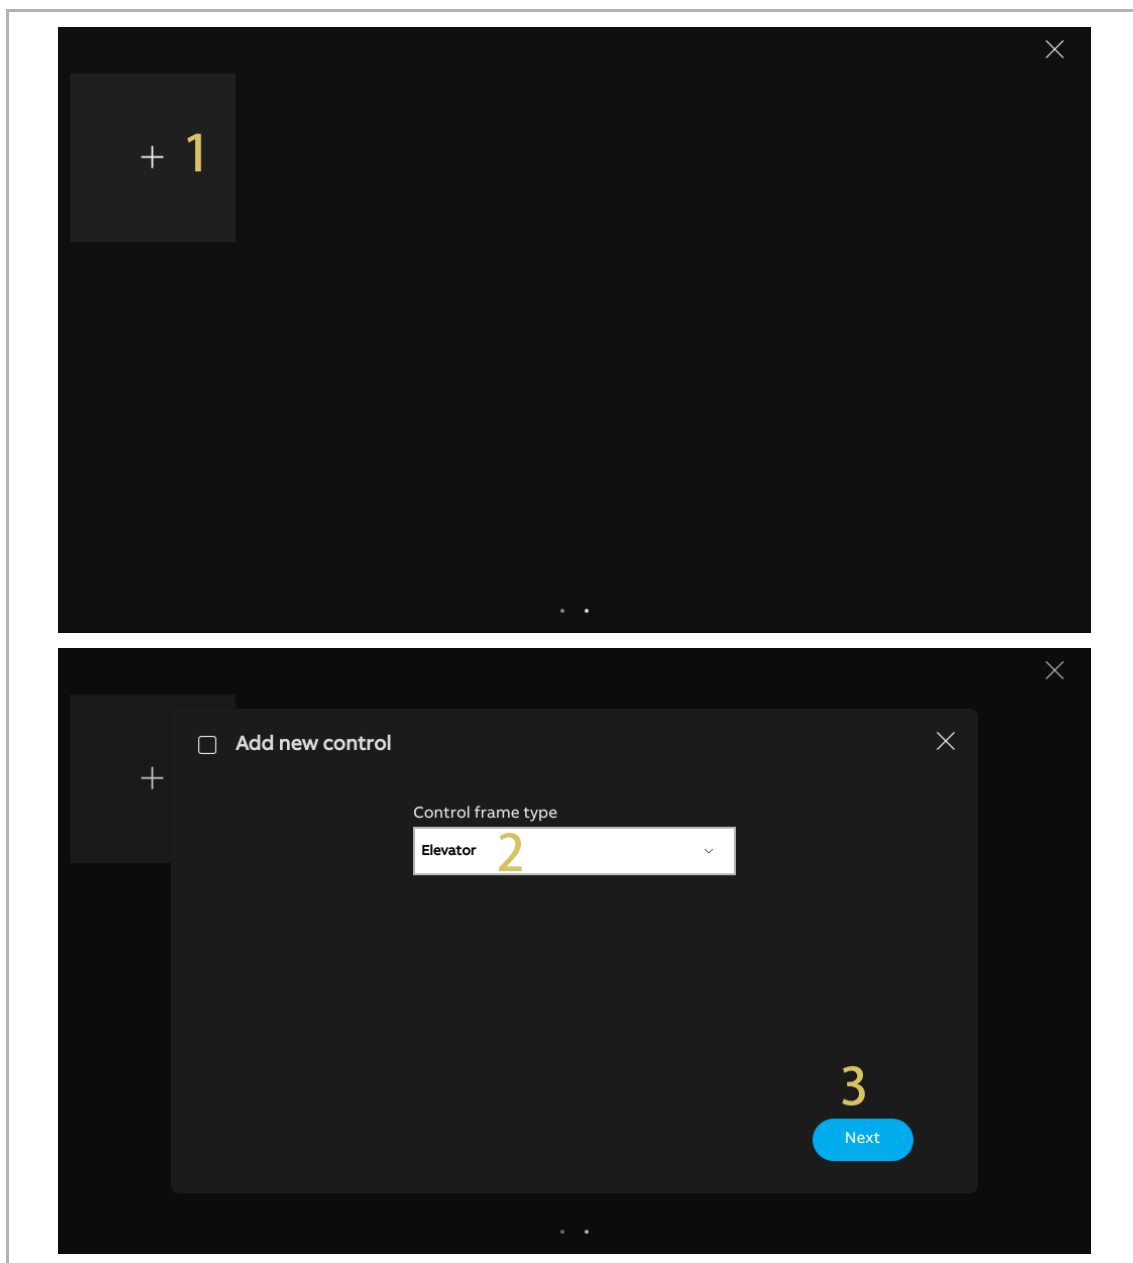 + 1
Add new control
+
Control frame type
Elevator 2
3
Next